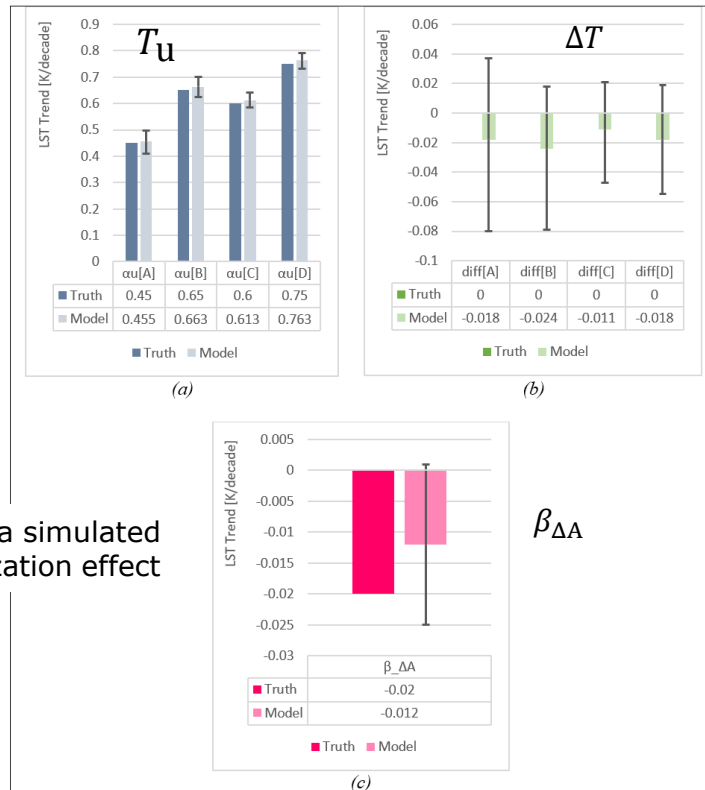 T_u
LST Trend [K/decade]
0.9
0.8
0.7
0.6
0.5
0.4
0.3
0.2
0.1
0
αu[A] αu[B] αu[C] αu[D]
Truth 0.45 0.65 0.6 0.75
Model 0.455 0.663 0.613 0.763
Truth Model
(a)
ΔT
LST Trend [K/decade]
0.06
0.04
0.02
0
-0.02
-0.04
-0.06
-0.08
-0.1
diff[A] diff[B] diff[C] diff[D]
Truth 0 0 0 0
Model -0.018 -0.024 -0.011 -0.018
Truth Model
(b)
a simulated
zation effect
LST Trend [K/decade]
0.005
0
-0.005
-0.01
-0.015
-0.02
-0.025
-0.03
β_ΔA
Truth -0.02
Model -0.012
Truth Model
(c)
β_ΔA